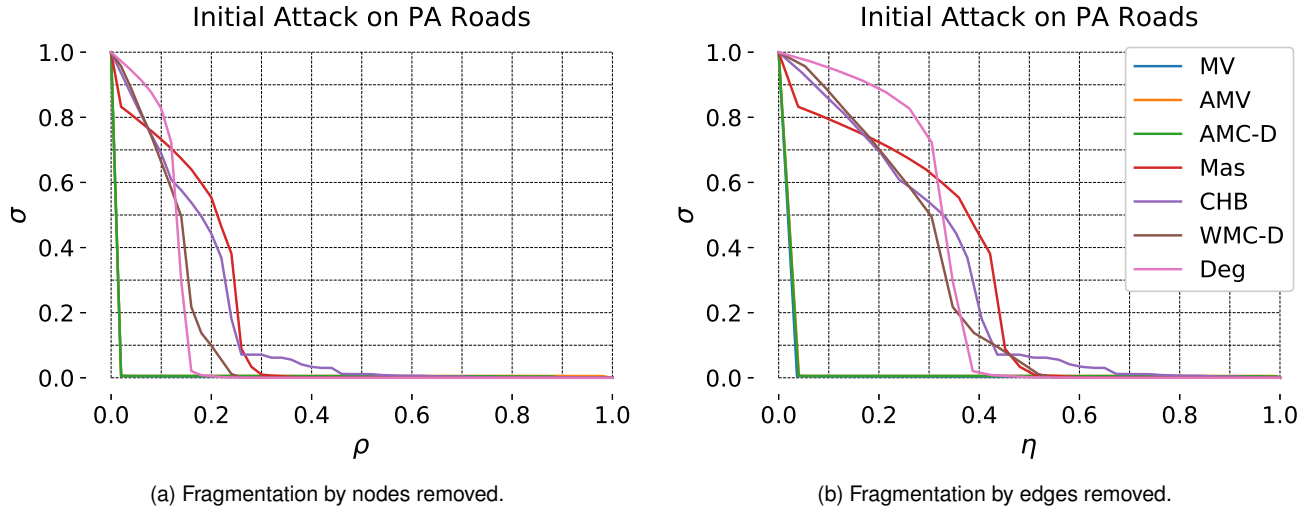 Initial Attack on PA Roads
1.0
0.8
0.6
0.4
0.2
0.0
σ
0.0 0.2 0.4 0.6 0.8 1.0
ρ
(a) Fragmentation by nodes removed.
Initial Attack on PA Roads
1.0
0.8
0.6
0.4
0.2
0.0
σ
0.0 0.2 0.4 0.6 0.8 1.0
η
MV
AMV
AMC-D
Mas
CHB
WMC-D
Deg
(b) Fragmentation by edges removed.